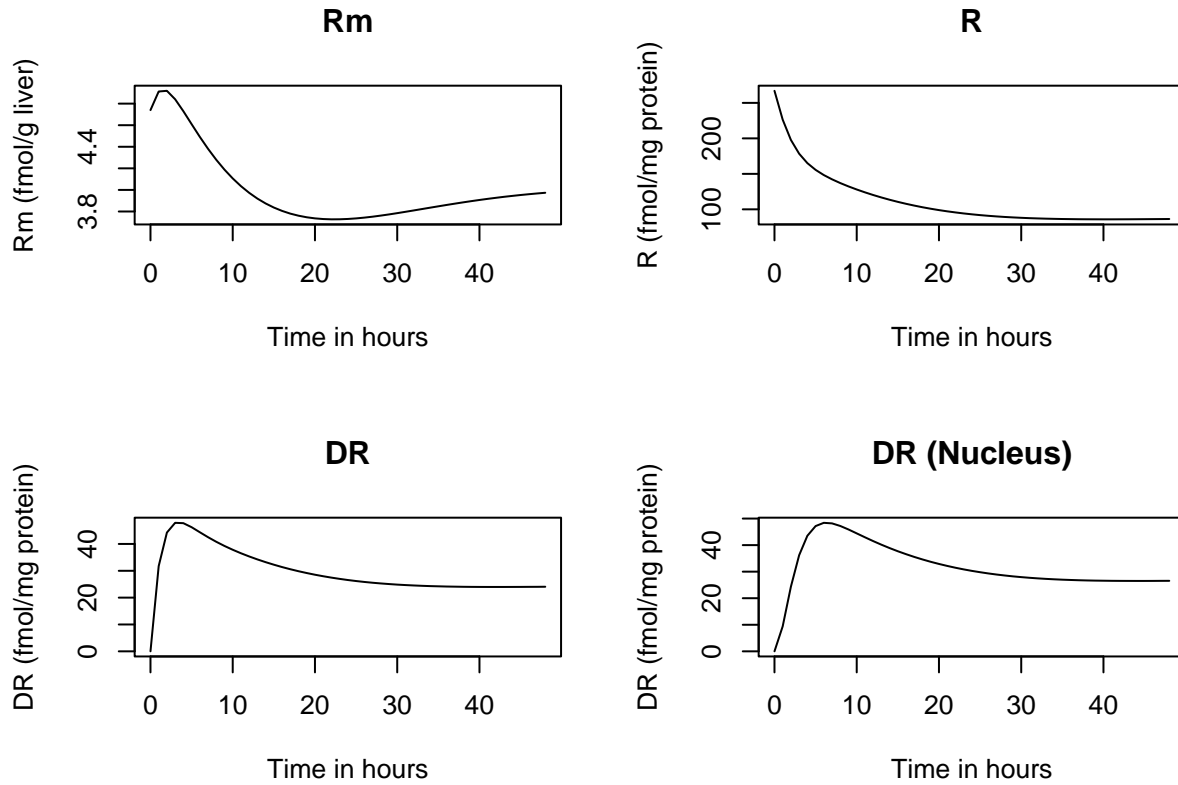 Rm
Rm (fmol/g liver)
4.4
3.8
0 10 20 30 40
Time in hours
R
R (fmol/mg protein)
200
100
0 10 20 30 40
Time in hours
DR
DR (fmol/mg protein)
40
20
0
0 10 20 30 40
Time in hours
DR (Nucleus)
DR (fmol/mg protein)
40
20
0
0 10 20 30 40
Time in hours